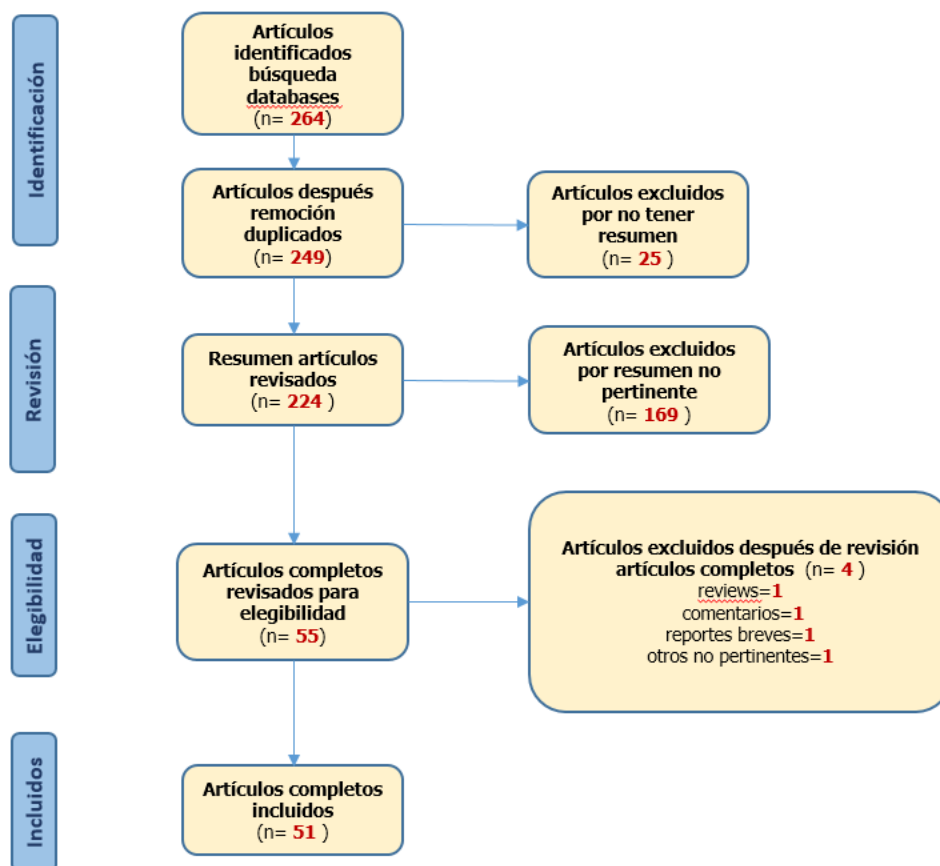 Identificación
Artículos
identificados
búsqueda
databases
(n= 264)
Artículos después
remoción
duplicados
(n= 249)
Artículos excluidos
por no tener
resumen
(n= 25 )
Revisión
Resumen artículos
revisados
(n= 224 )
Artículos excluidos
por resumen no
pertinente
(n= 169 )
Elegibilidad
Artículos completos
revisados para
elegibilidad
(n= 55)
Artículos excluidos después de revisión
artículos completos (n= 4 )
reviews=1
comentarios=1
reportes breves=1
otros no pertinentes=1
Incluidos
Artículos completos
incluidos
(n= 51 )